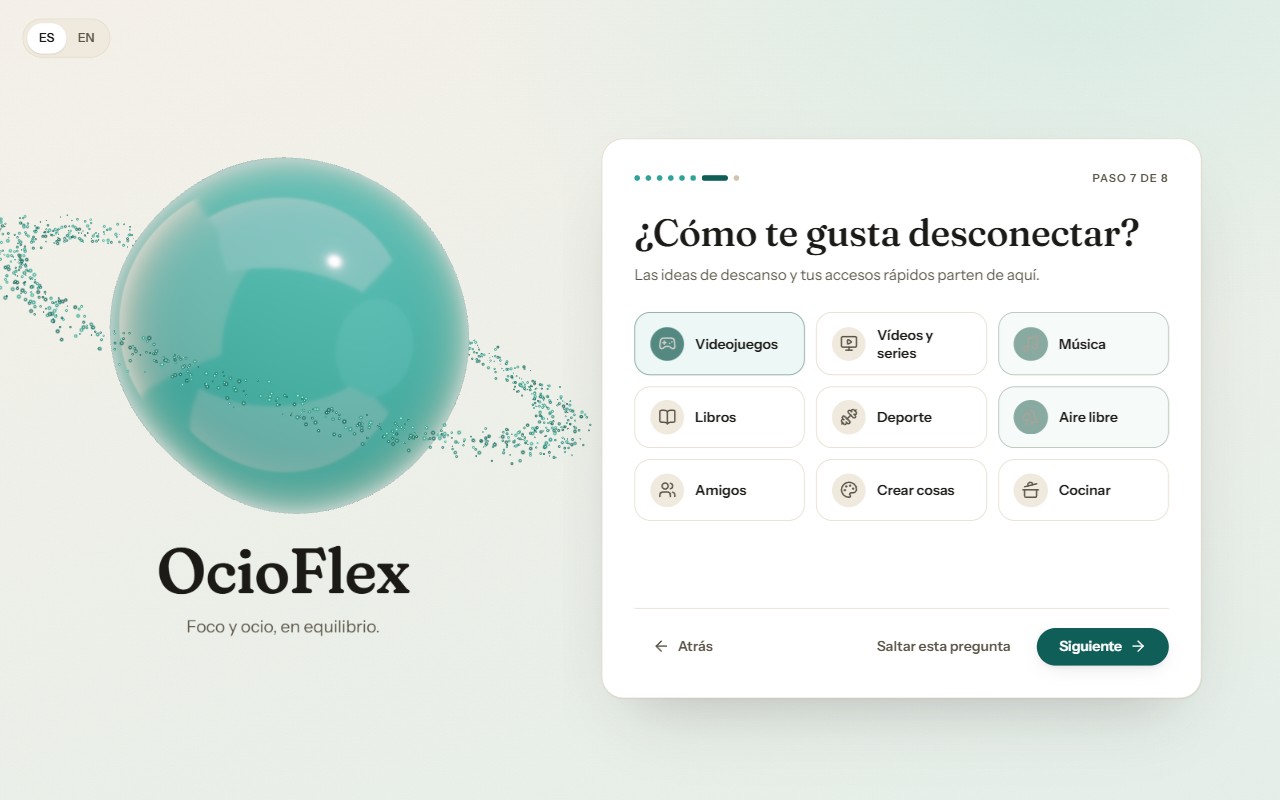 ES EN
PASO 7 DE 8
¿Cómo te gusta desconectar?
Las ideas de descanso y tus accesos rápidos parten de aquí.
Videojuegos
Vídeos y
series
Música
Libros
Deporte
Aire libre
Amigos
Crear cosas
Cocinar
OcioFlex
Foco y ocio, en equilibrio.
Atrás
Saltar esta pregunta
Siguiente